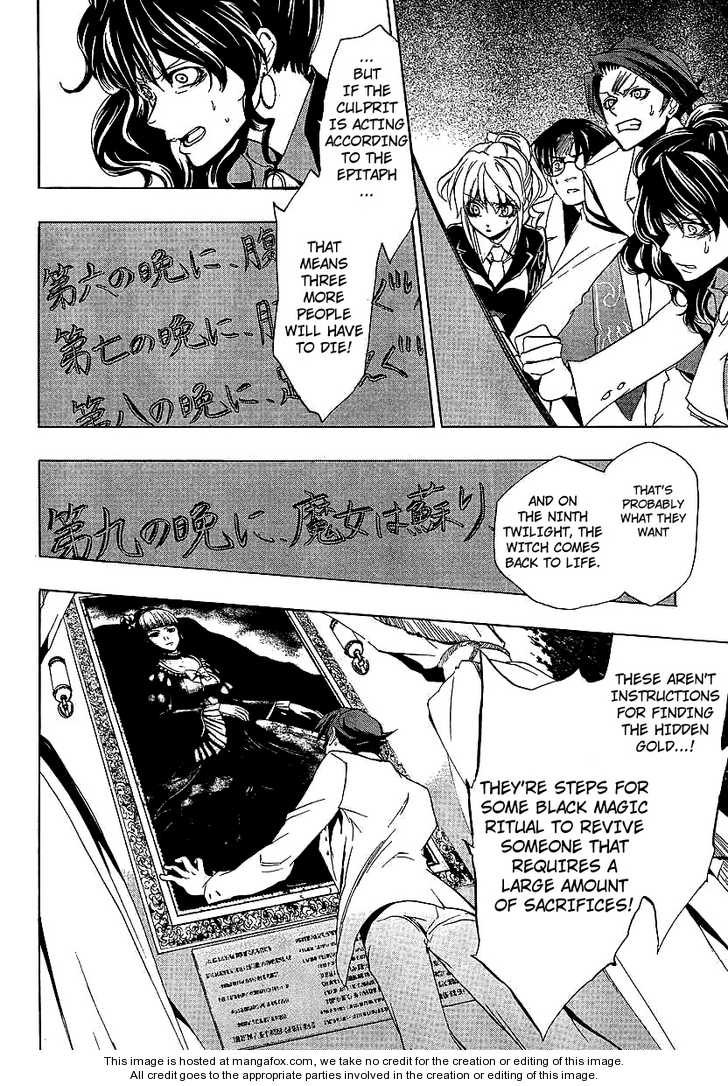 ...
BUT
IF THE
CULPRIT
IS ACTING
ACCORDING
TO THE
EPITAPH
...
THAT
MEANS
THREE
MORE
PEOPLE
WILL HAVE
TO DIE!
第六の晩に、腹
第七の晩に、
第八の晩に、
THAT'S
PROBABLY
WHAT THEY
WANT
AND ON
THE NINTH
TWILIGHT, THE
WITCH COMES
BACK TO LIFE.
第九の晩に、魔女は蘇り、
THESE AREN'T
INSTRUCTIONS
FOR FINDING
THE HIDDEN
GOLD...!
THEY'RE STEPS FOR
SOME BLACK MAGIC
RITUAL TO REVIVE
SOMEONE THAT
REQUIRES A
LARGE AMOUNT
OF SACRIFICES!
This image is hosted at mangafox.com, we take no credit for the creation or editing of this image.
All credit goes to the appropriate parties involved in the creation or editing of this image.